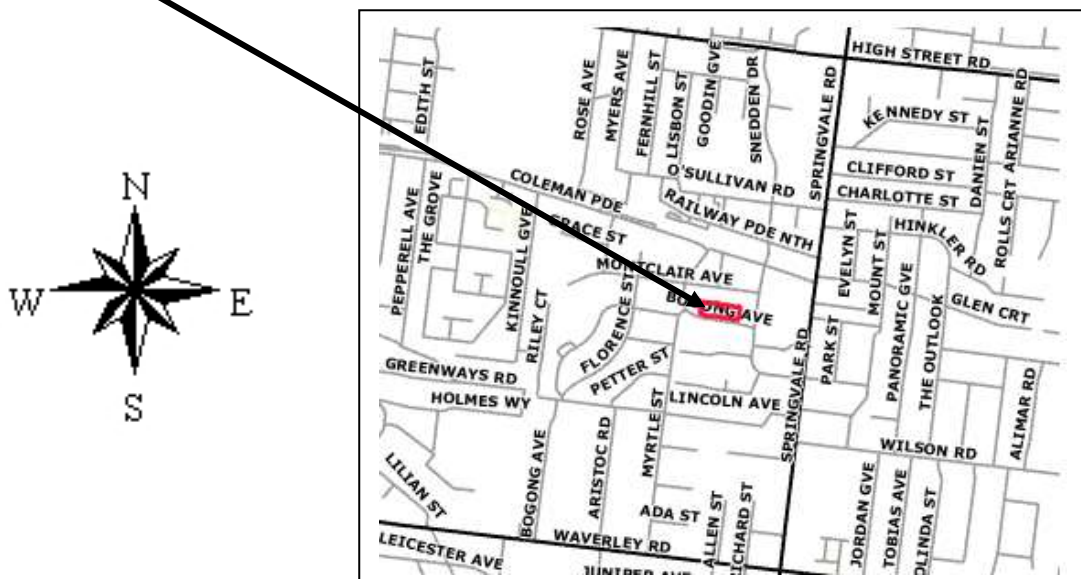 N
W E
S
HIGH STREET RD
EDITH ST
ROSE AVE
MYERS AVE
FERNHILL ST
LISBON ST
GOODING GVE
SNEDDEN DR
SPRINGVALE RD
KENNEDY ST
ARIANNE RD
CLIFFORD ST
DANIEN ST
CHARLOTTE ST
ROLLS CRT
O'SULLIVAN RD
COLEMAN PDE
RAILWAY PDE NTH
GRACE ST
PEPPERELL AVE
THE GROVE
KINNOULL GVE
RILEY CT
MONTCLAIR AVE
BOGONG AVE
FLORENCE ST
PETTER ST
EVELYN ST
MOUNT ST
HINKLER RD
GLEN CRT
PANORAMIC GVE
THE OUTLOOK
PARK ST
SPRINGVALE RD
GREENWAYS RD
HOLMES WY
LINCOLN AVE
ALIMAR RD
WILSON RD
LILIAN ST
BOGONG AVE
ARISTOC RD
MYRTLE ST
ADA ST
ALLEN ST
RICHARD ST
JORDAN GVE
TOBIAS AVE
OLINDA ST
WAVERLEY RD
LEICESTER AVE
JUNIPER AVE